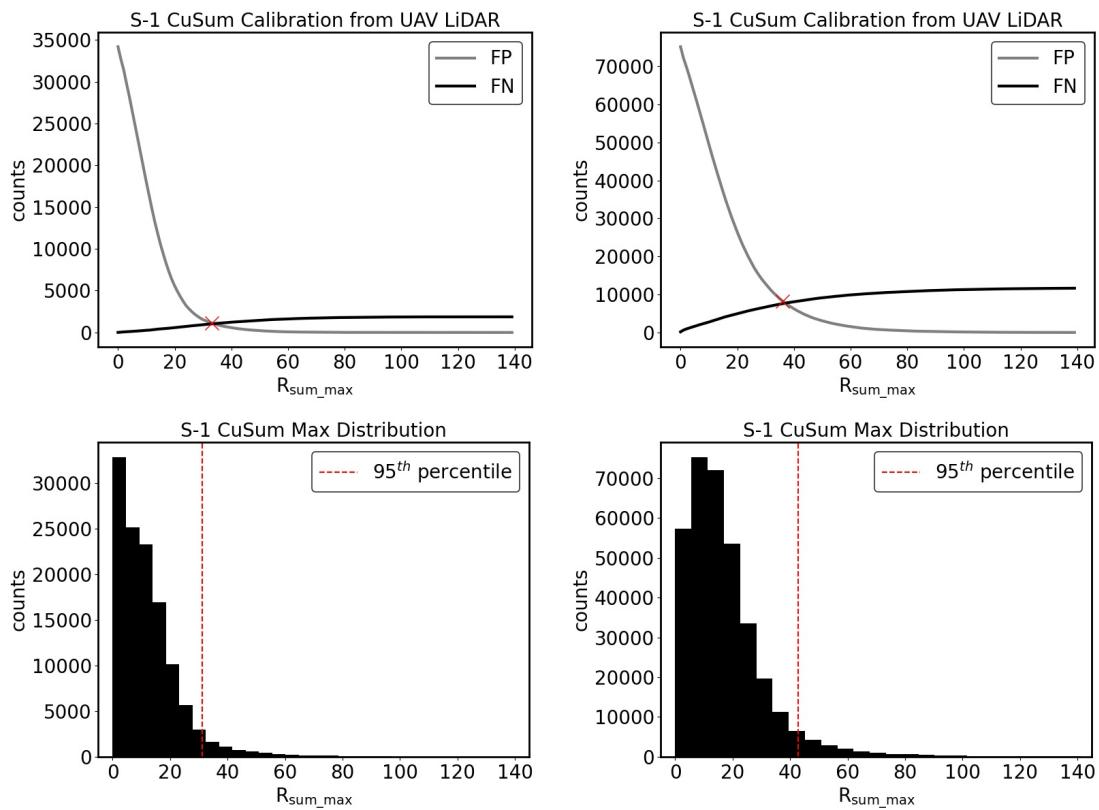 S-1 CuSum Calibration from UAV LiDAR
35000
30000
25000
20000
15000
10000
5000
0
counts
FP
FN
0 20 40 60 80 100 120 140
R_sum_max
S-1 CuSum Calibration from UAV LiDAR
70000
60000
50000
40000
30000
20000
10000
0
counts
FP
FN
0 20 40 60 80 100 120 140
R_sum_max
S-1 CuSum Max Distribution
30000
25000
20000
15000
10000
5000
0
counts
95th percentile
0 20 40 60 80 100 120 140
R_sum_max
S-1 CuSum Max Distribution
70000
60000
50000
40000
30000
20000
10000
0
counts
95th percentile
0 20 40 60 80 100 120 140
R_sum_max